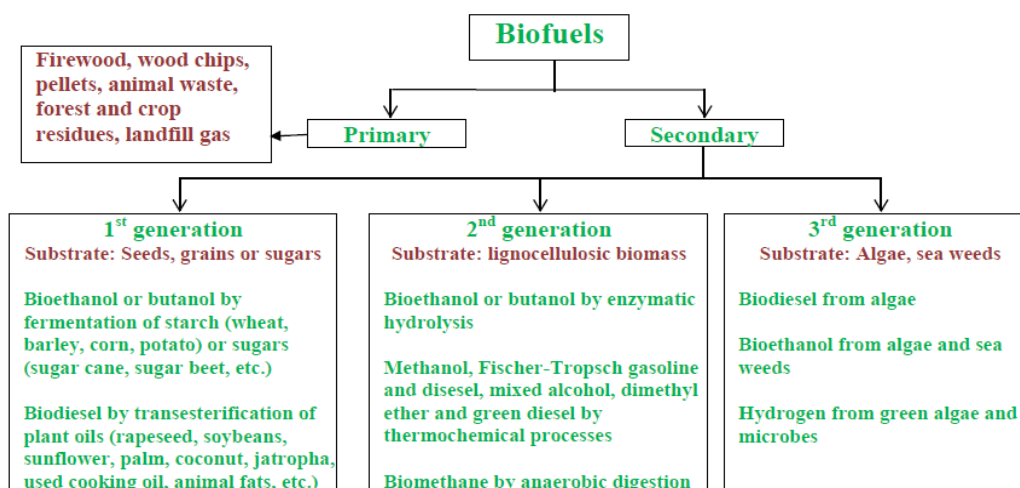 Biofuels
Firewood, wood chips,
pellets, animal waste,
forest and crop
residues, landfill gas
Primary
Secondary
1st generation
Substrate: Seeds, grains or sugars
Bioethanol or butanol by
fermentation of starch (wheat,
barley, corn, potato) or sugars
(sugar cane, sugar beet, etc.)
Biodiesel by transesterification of
plant oils (rapeseed, soybeans,
sunflower, palm, coconut, jatropha,
used cooking oil, animal fats, etc.)
2nd generation
Substrate: lignocellulosic biomass
Bioethanol or butanol by enzymatic
hydrolysis
Methanol, Fischer-Tropsch gasoline
and disesel, mixed alcohol, dimethyl
ether and green diesel by
thermochemical processes
Biomethane by anaerobic digestion
3rd generation
Substrate: Algae, sea weeds
Biodiesel from algae
Bioethanol from algae and sea
weeds
Hydrogen from green algae and
microbes